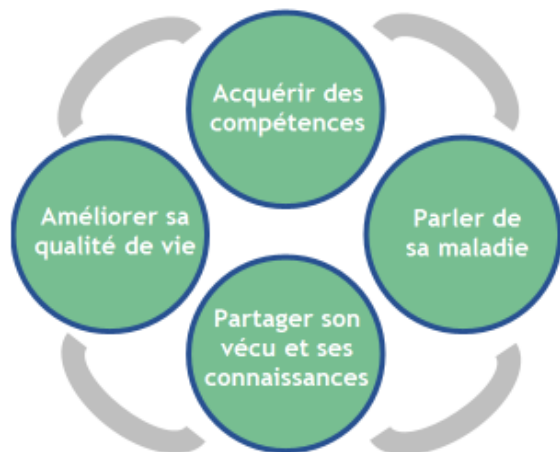 Acquérir des
compétences
Améliorer sa
qualité de vie
Parler de
sa maladie
Partager son
vécu et ses
connaissances